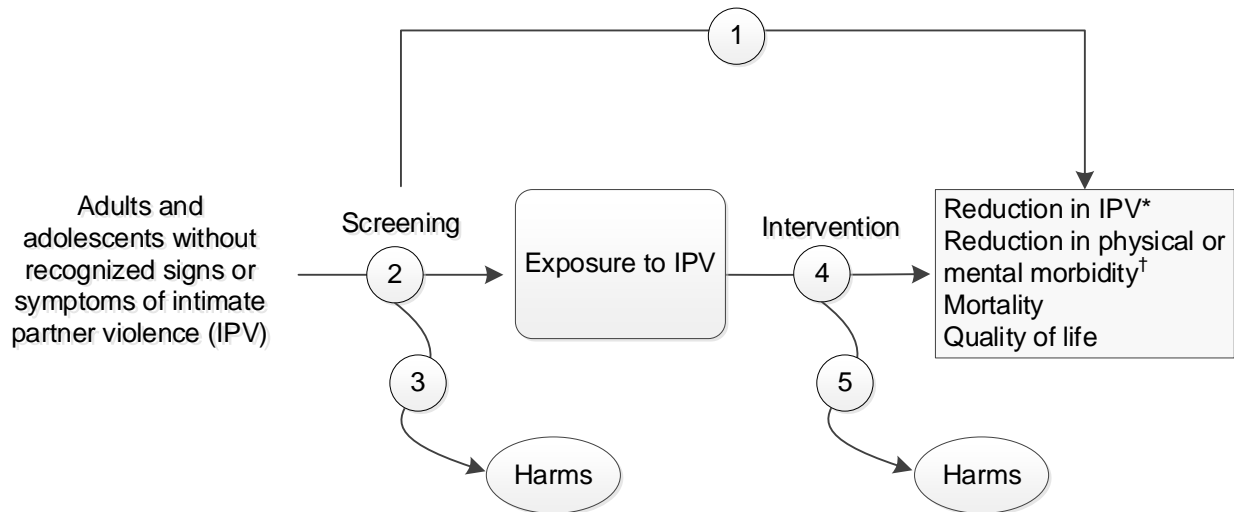 1
Adults and
adolescents without
recognized signs or
symptoms of intimate
partner violence (IPV)
Screening
2
3
Harms
Exposure to IPV
Intervention
4
5
Harms
Reduction in IPV*
Reduction in physical or
mental morbidity†
Mortality
Quality of life